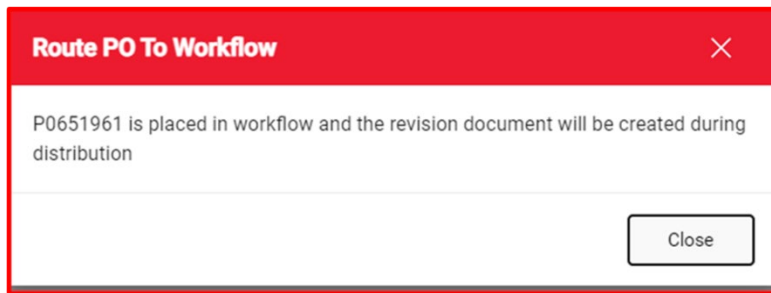 Route PO To Workflow
P0651961 is placed in workflow and the revision document will be created during
distribution
Close